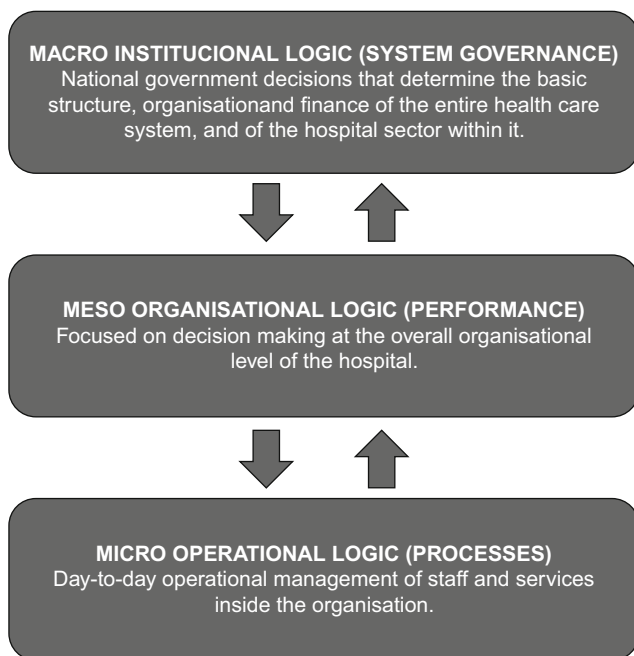 MACRO INSTITUCIONAL LOGIC (SYSTEM GOVERNANCE)
National government decisions that determine the basic
structure, organisationand finance of the entire health care
system, and of the hospital sector within it.
MESO ORGANISATIONAL LOGIC (PERFORMANCE)
Focused on decision making at the overall organisational
level of the hospital.
MICRO OPERATIONAL LOGIC (PROCESSES)
Day-to-day operational management of staff and services
inside the organisation.